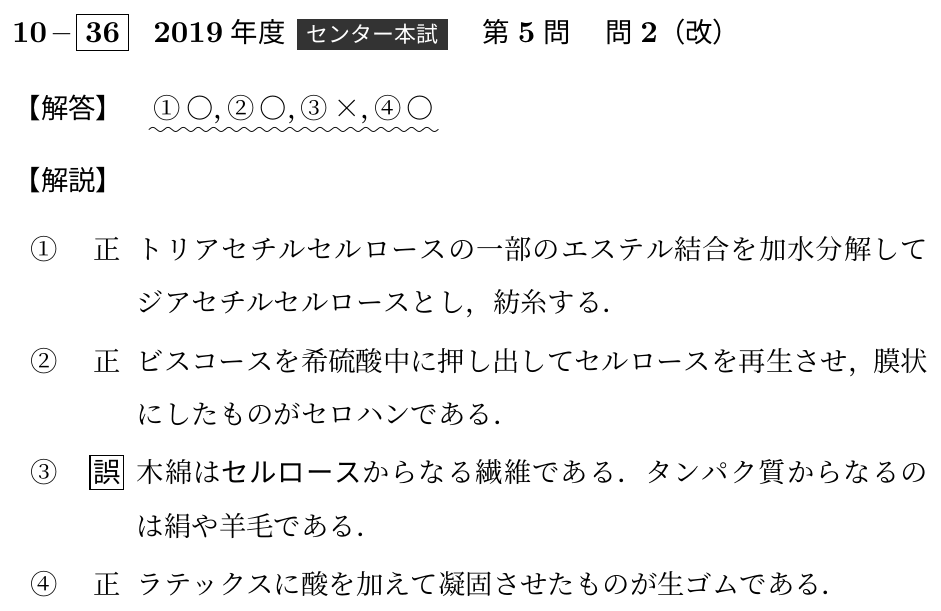 10－36 2019年度 センター本試 第5問 問2（改）
【解答】 ①○,②○,③×,④○
【解説】
① 正 トリアセチルセルロースの一部のエステル結合を加水分解して
ジアセチルセルロースとし，紡糸する．
② 正 ビスコースを希硫酸中に押し出してセルロースを再生させ，膜状
にしたものがセロハンである．
③ 誤 木綿はセルロースからなる繊維である．タンパク質からなるの
は絹や羊毛である．
④ 正 ラテックスに酸を加えて凝固させたものが生ゴムである．